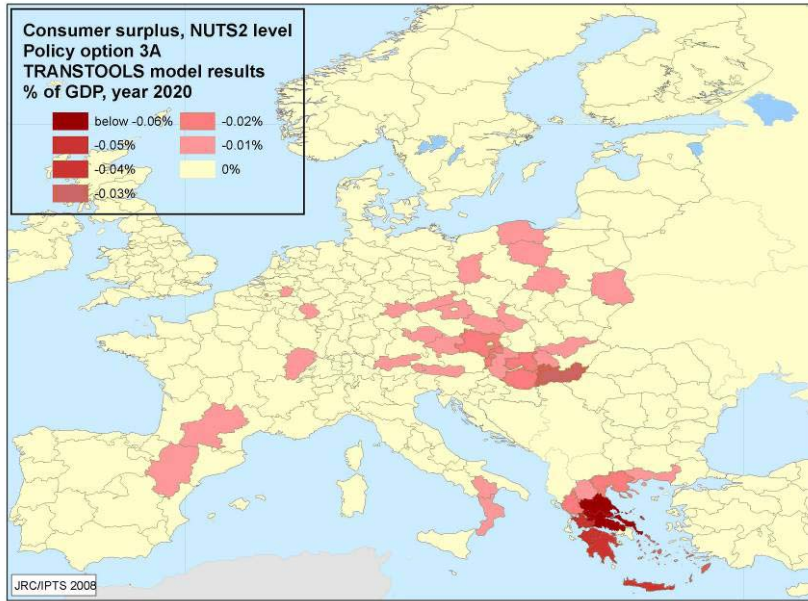 Consumer surplus, NUTS2 level
Policy option 3A
TRANSTOOLS model results
% of GDP, year 2020
below -0.06%
-0.02%
-0.05%
-0.01%
-0.04%
0%
-0.03%
JRC/IPTS 2008